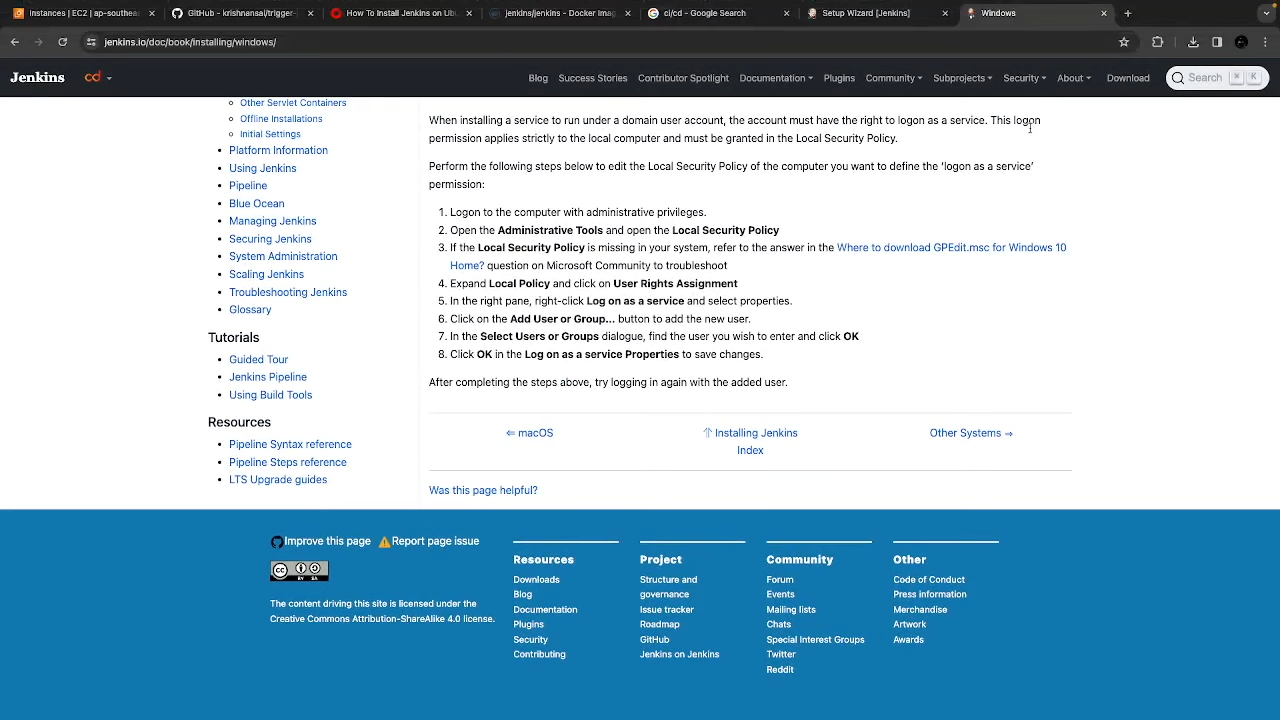 Instances | EC2 | ap-southeas
GitHub - krishnansai/trigger-
How To Install Jenkins on Ubu
jenkins/jenkins - Docker Imag
ci/cd - Google Search
Setup Wizard [Jenkins]
Windows
jenkins.io/doc/book/installing/windows/
Jenkins
cd
Blog Success Stories Contributor Spotlight Documentation Plugins Community Subprojects Security About Download
Search ⌘ K
Other Servlet Containers
Offline Installations
Initial Settings
Platform Information
Using Jenkins
Pipeline
Blue Ocean
Managing Jenkins
Securing Jenkins
System Administration
Scaling Jenkins
Troubleshooting Jenkins
Glossary
Tutorials
Guided Tour
Jenkins Pipeline
Using Build Tools
Resources
Pipeline Syntax reference
Pipeline Steps reference
LTS Upgrade guides
When installing a service to run under a domain user account, the account must have the right to logon as a service. This logon
permission applies strictly to the local computer and must be granted in the Local Security Policy.
Perform the following steps below to edit the Local Security Policy of the computer you want to define the ‘logon as a service’
permission:
1. Logon to the computer with administrative privileges.
2. Open the Administrative Tools and open the Local Security Policy
3. If the Local Security Policy is missing in your system, refer to the answer in the Where to download GPEdit.msc for Windows 10
Home? question on Microsoft Community to troubleshoot
4. Expand Local Policy and click on User Rights Assignment
5. In the right pane, right-click Log on as a service and select properties.
6. Click on the Add User or Group… button to add the new user.
7. In the Select Users or Groups dialogue, find the user you wish to enter and click OK
8. Click OK in the Log on as a service Properties to save changes.
After completing the steps above, try logging in again with the added user.
⇐ macOS
⇑ Installing Jenkins
Index
Other Systems ⇒
Was this page helpful?
Improve this page Report page issue
CC BY SA
The content driving this site is licensed under the
Creative Commons Attribution-ShareAlike 4.0 license.
Resources
Downloads
Blog
Documentation
Plugins
Security
Contributing
Project
Structure and
governance
Issue tracker
Roadmap
GitHub
Jenkins on Jenkins
Community
Forum
Events
Mailing lists
Chats
Special Interest Groups
Twitter
Reddit
Other
Code of Conduct
Press information
Merchandise
Artwork
Awards